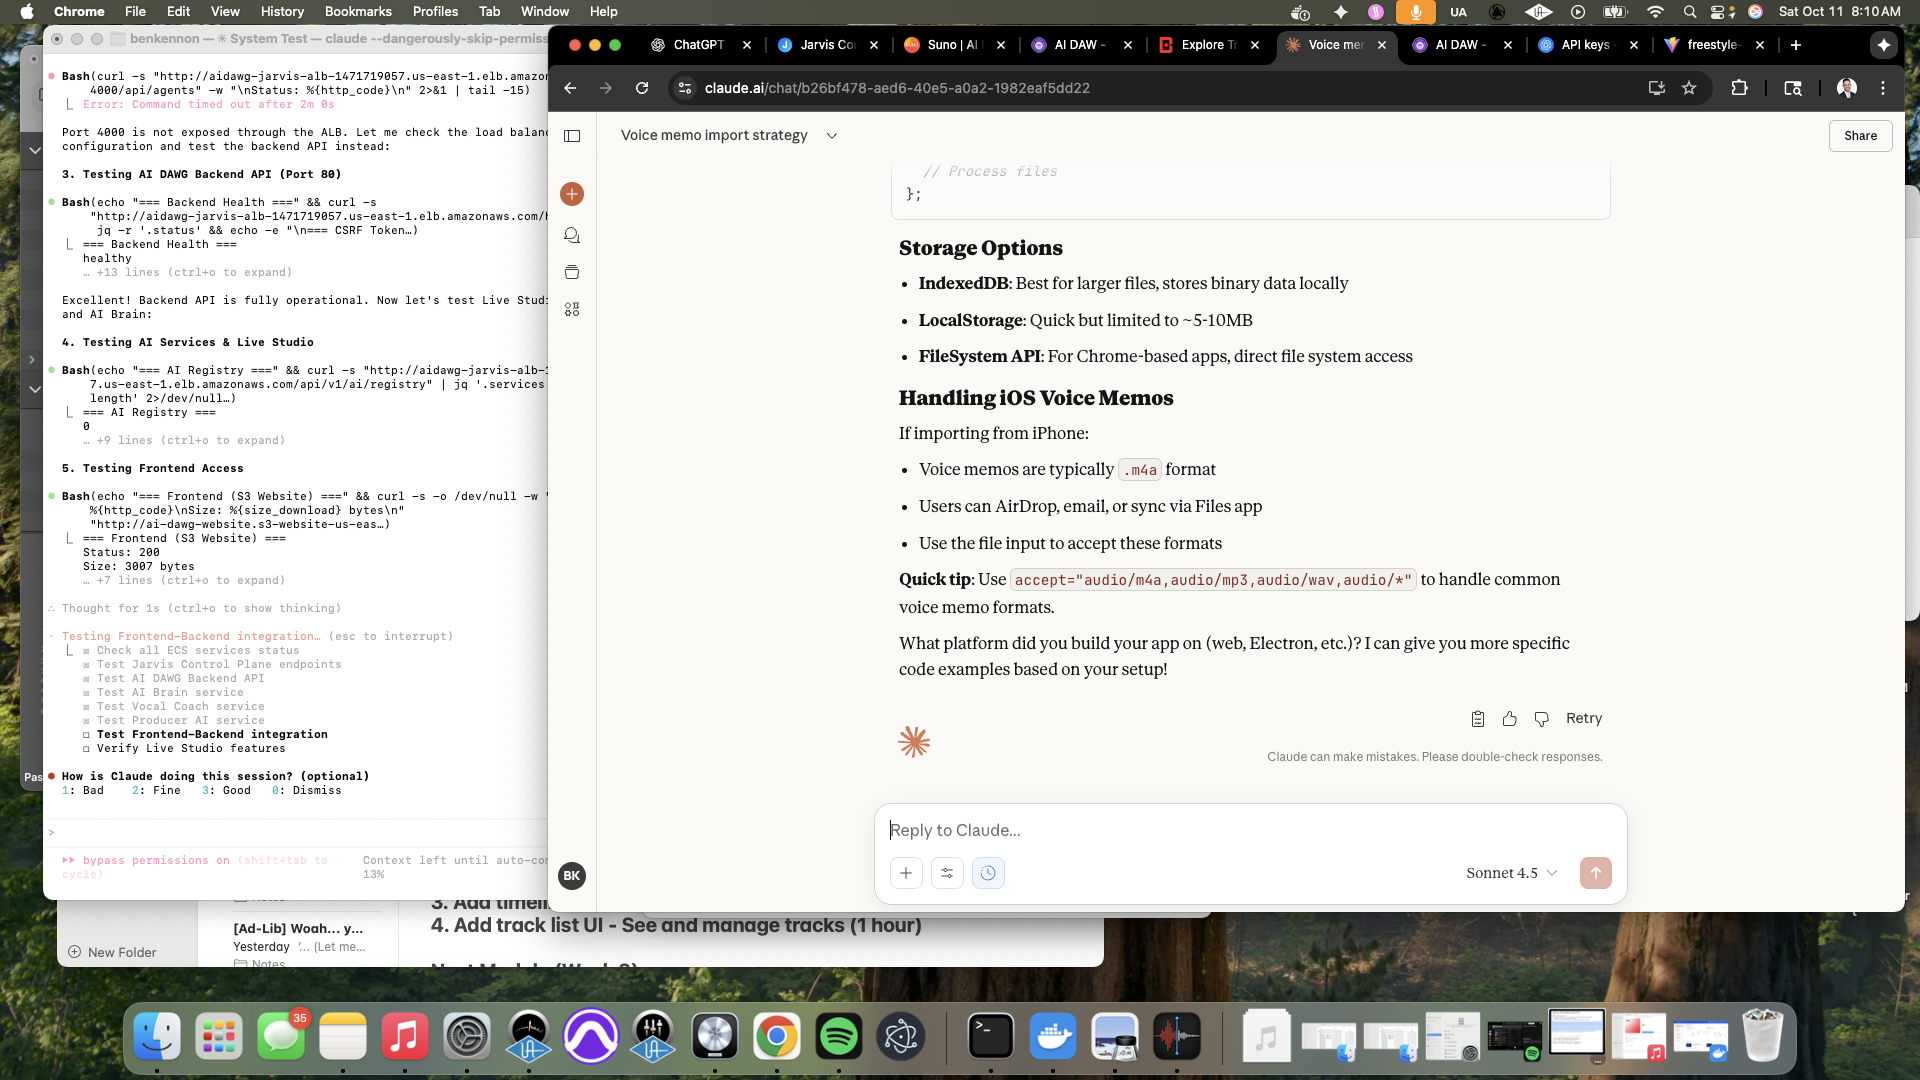 Chrome File Edit View History Bookmarks Profiles Tab Window Help
UA
Sat Oct 11 8:10 AM
benkennon — ✳ System Test — claude --dangerously-skip-permiss
Bash(curl -s "http://aidawg-jarvis-alb-1471719057.us-east-1.elb.amazon
4000/api/agents" -w "\nStatus: %{http_code}\n" 2>&1 | tail -15)
Error: Command timed out after 2m 0s
Port 4000 is not exposed through the ALB. Let me check the load balan
configuration and test the backend API instead:
3. Testing AI DAWG Backend API (Port 80)
Bash(echo "=== Backend Health ===" && curl -s
"http://aidawg-jarvis-alb-1471719057.us-east-1.elb.amazonaws.com/h
jq -r '.status' && echo -e "\n=== CSRF Token…)
=== Backend Health ===
healthy
… +13 lines (ctrl+o to expand)
Excellent! Backend API is fully operational. Now let's test Live Studi
and AI Brain:
4. Testing AI Services & Live Studio
Bash(echo "=== AI Registry ===" && curl -s "http://aidawg-jarvis-alb-1
7.us-east-1.elb.amazonaws.com/api/v1/ai/registry" | jq '.services
length' 2>/dev/null…)
=== AI Registry ===
0
… +9 lines (ctrl+o to expand)
5. Testing Frontend Access
Bash(echo "=== Frontend (S3 Website) ===" && curl -s -o /dev/null -w "
%{http_code}\nSize: %{size_download} bytes\n"
"http://ai-dawg-website.s3-website-us-eas…)
=== Frontend (S3 Website) ===
Status: 200
Size: 3007 bytes
… +7 lines (ctrl+o to expand)
∴ Thought for 1s (ctrl+o to show thinking)
· Testing Frontend-Backend integration… (esc to interrupt)
☒ Check all ECS services status
☒ Test Jarvis Control Plane endpoints
☒ Test AI DAWG Backend API
☒ Test AI Brain service
☒ Test Vocal Coach service
☒ Test Producer AI service
☐ Test Frontend-Backend integration
☐ Verify Live Studio features
● How is Claude doing this session? (optional)
1: Bad 2: Fine 3: Good 0: Dismiss
>
⏵⏵ bypass permissions on (shift+tab to
cycle)
Context left until auto-com
13%
Pas
New Folder
Notes
[Ad-Lib] Woah... y...
Yesterday '... (Let me...
Notes
3. Add timeli
4. Add track list UI - See and manage tracks (1 hour)
ChatGPT
Jarvis Cor
Suno | AI
AI DAW -
Explore Tr
Voice mer
AI DAW -
API keys -
freestyle-
claude.ai/chat/b26bf478-aed6-40e5-a0a2-1982eaf5dd22
Voice memo import strategy
Share
// Process files
};
Storage Options
• IndexedDB: Best for larger files, stores binary data locally
• LocalStorage: Quick but limited to ~5-10MB
• FileSystem API: For Chrome-based apps, direct file system access
Handling iOS Voice Memos
If importing from iPhone:
• Voice memos are typically .m4a format
• Users can AirDrop, email, or sync via Files app
• Use the file input to accept these formats
Quick tip: Use accept="audio/m4a,audio/mp3,audio/wav,audio/*" to handle common
voice memo formats.
What platform did you build your app on (web, Electron, etc.)? I can give you more specific
code examples based on your setup!
Retry
Claude can make mistakes. Please double-check responses.
Reply to Claude...
Sonnet 4.5
BK
35